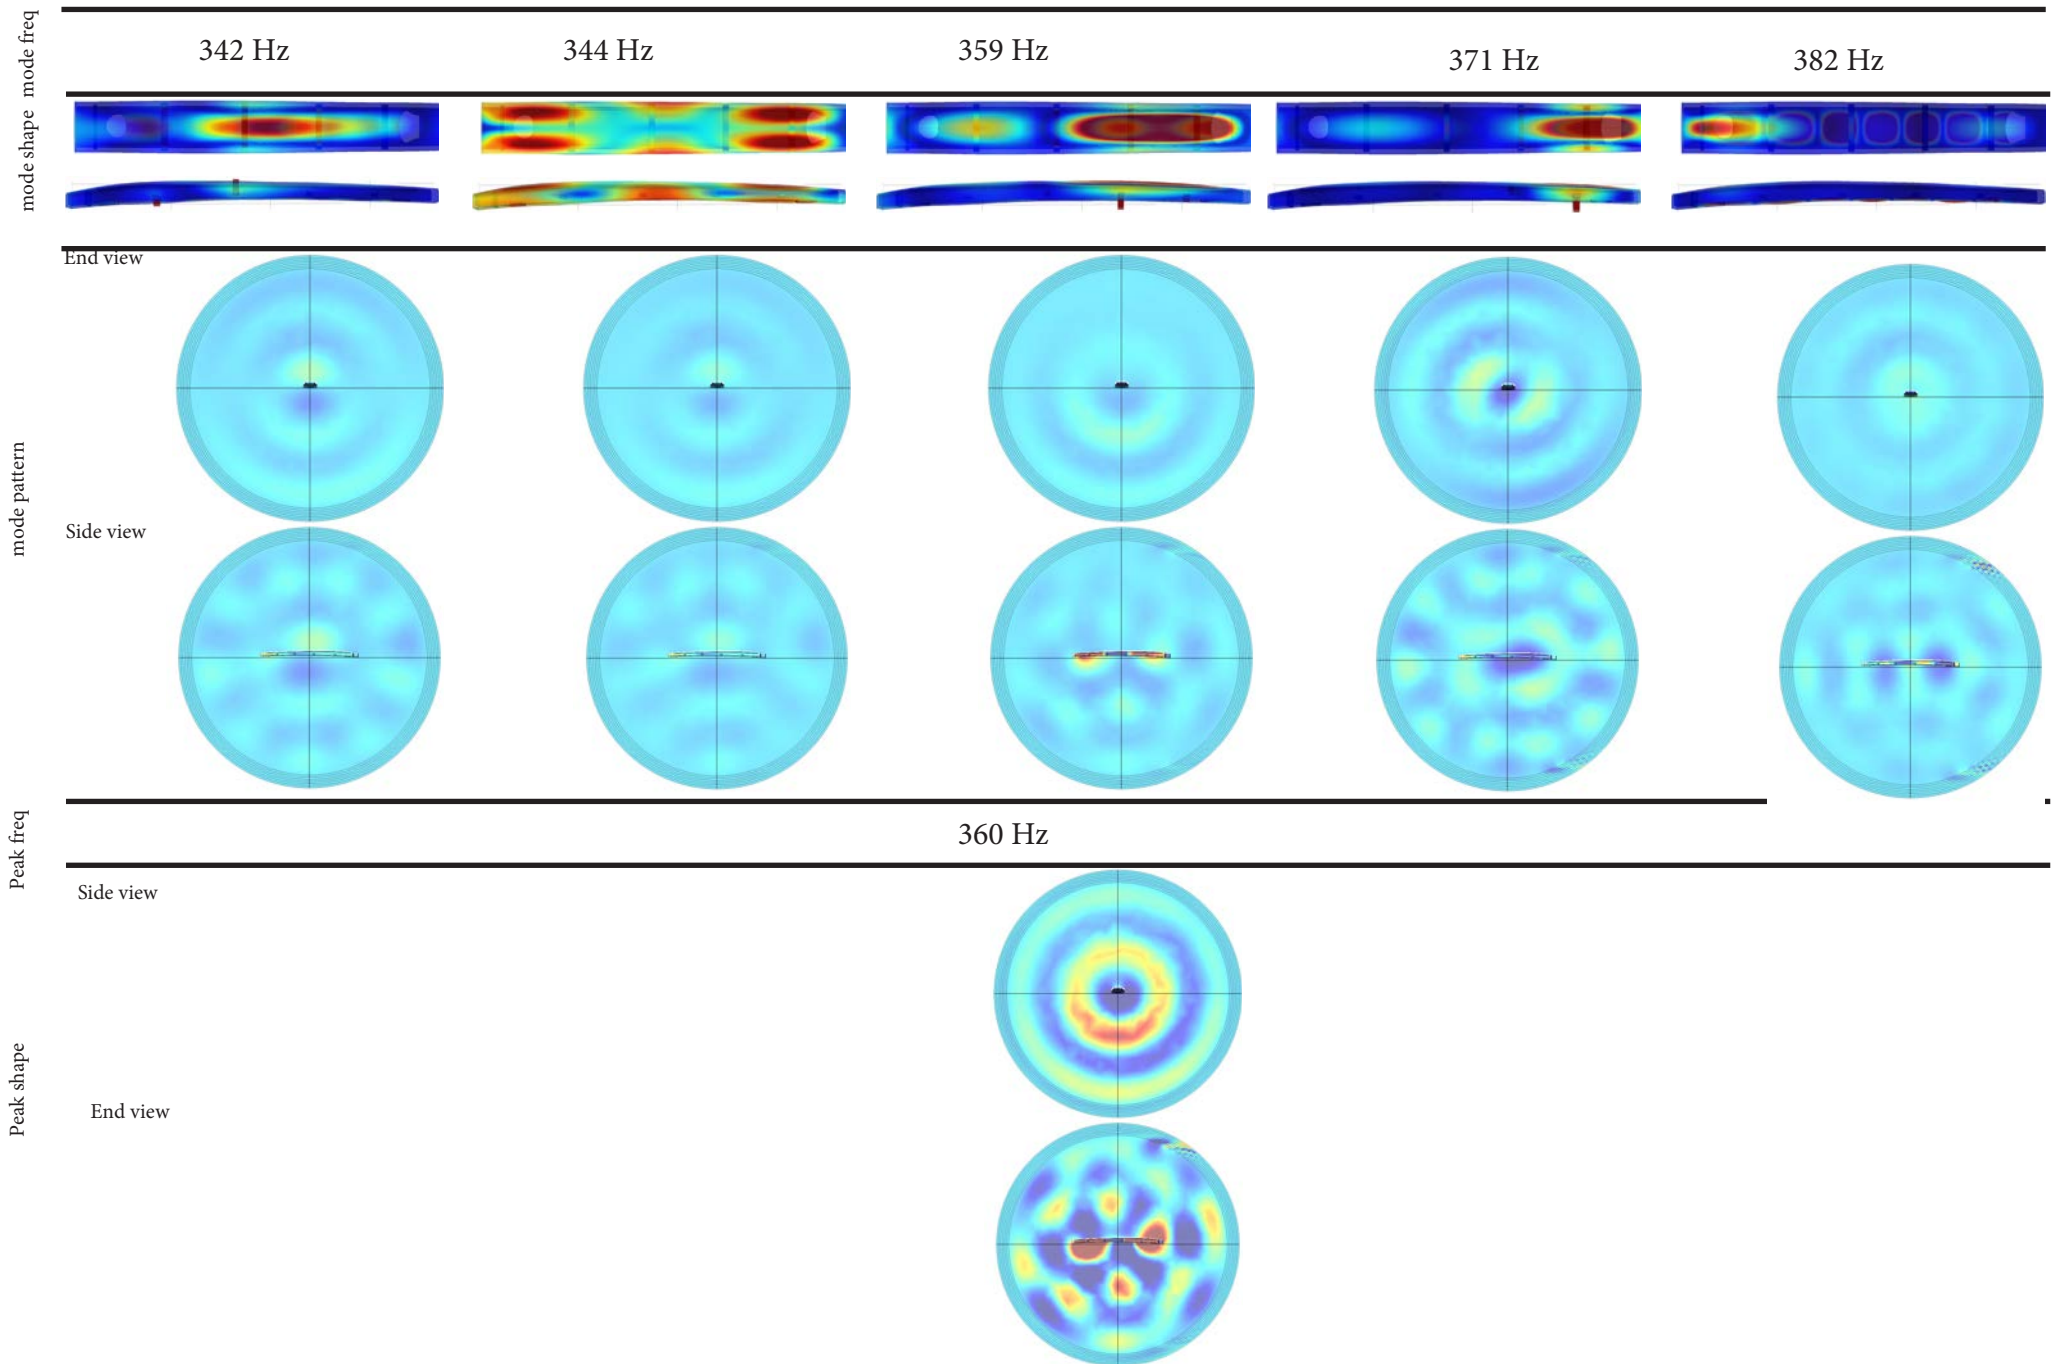 mode freq
342 Hz
344 Hz
359 Hz
371 Hz
382 Hz
mode shape
End view
mode pattern
Side view
Peak freq
360 Hz
Side view
Peak shape
End view